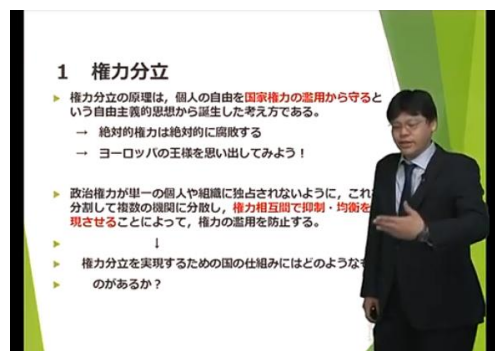 1 権力分立
権力分立の原理は，個人の自由を国家権力の濫用から守ると
いう自由主義的思想から誕生した考え方である。
→ 絶対的権力は絶対的に腐敗する
→ ヨーロッパの王様を思い出してみよう！
政治権力が単一の個人や組織に独占されないように，これ
分割して複数の機関に分散し，権力相互間で抑制・均衡を
現させることによって，権力の濫用を防止する。
↓
権力分立を実現するための国の仕組みにはどのような
のがあるか？